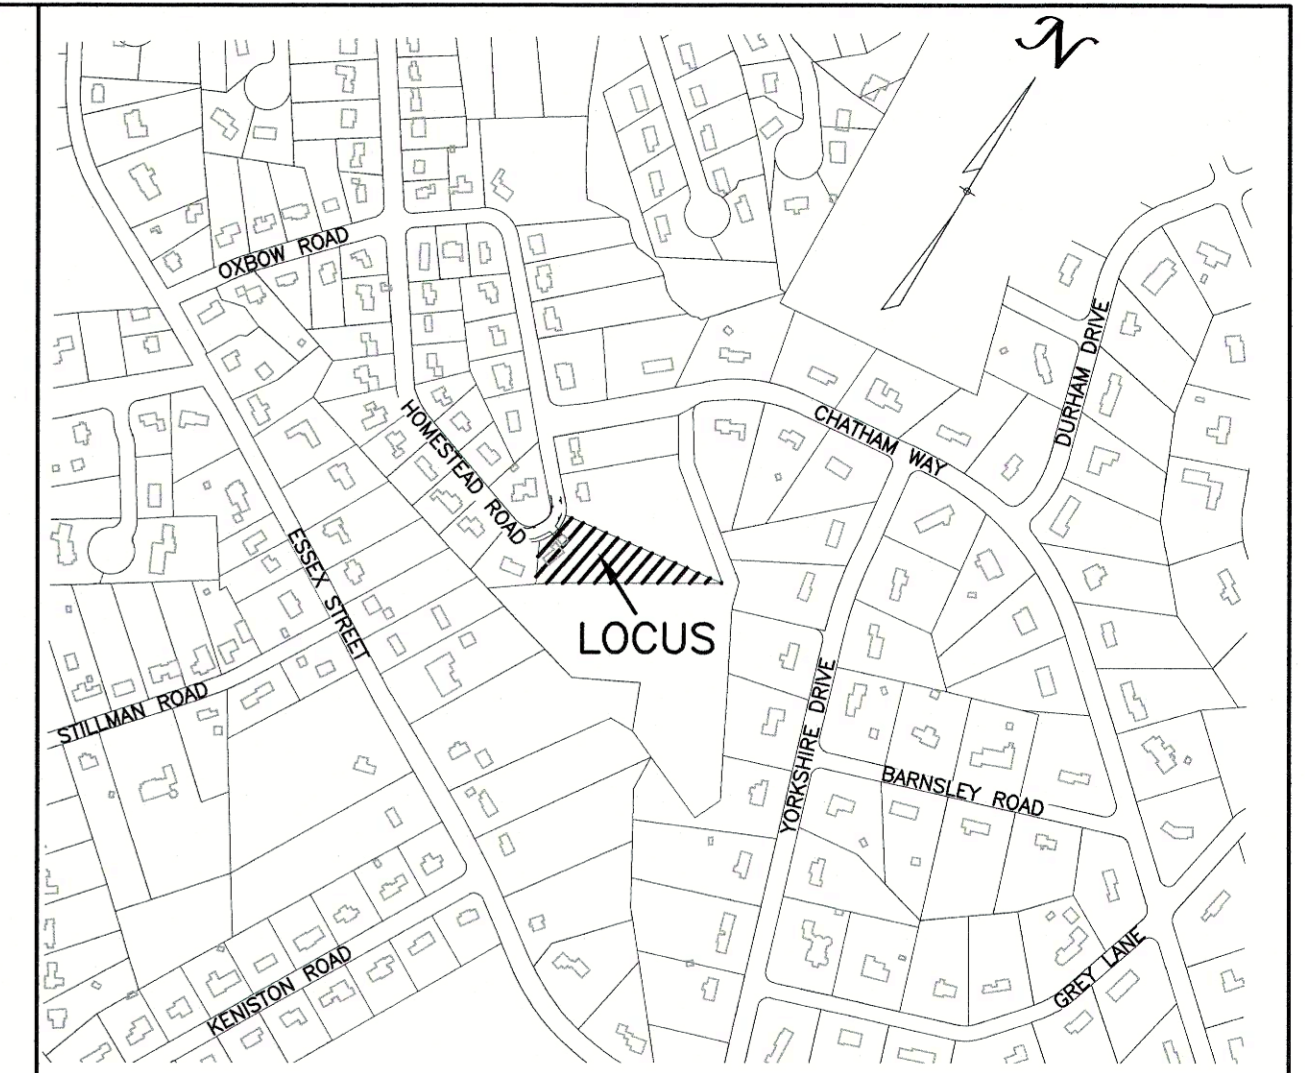 N
OXBOW ROAD
DURHAM DRIVE
CHATHAM WAY
HOMESTEAD ROAD
ESSEX STREET
LOCUS
STILLMAN ROAD
YORKSHIRE DRIVE
BARNSLEY ROAD
KENISTON ROAD
GREY LANE